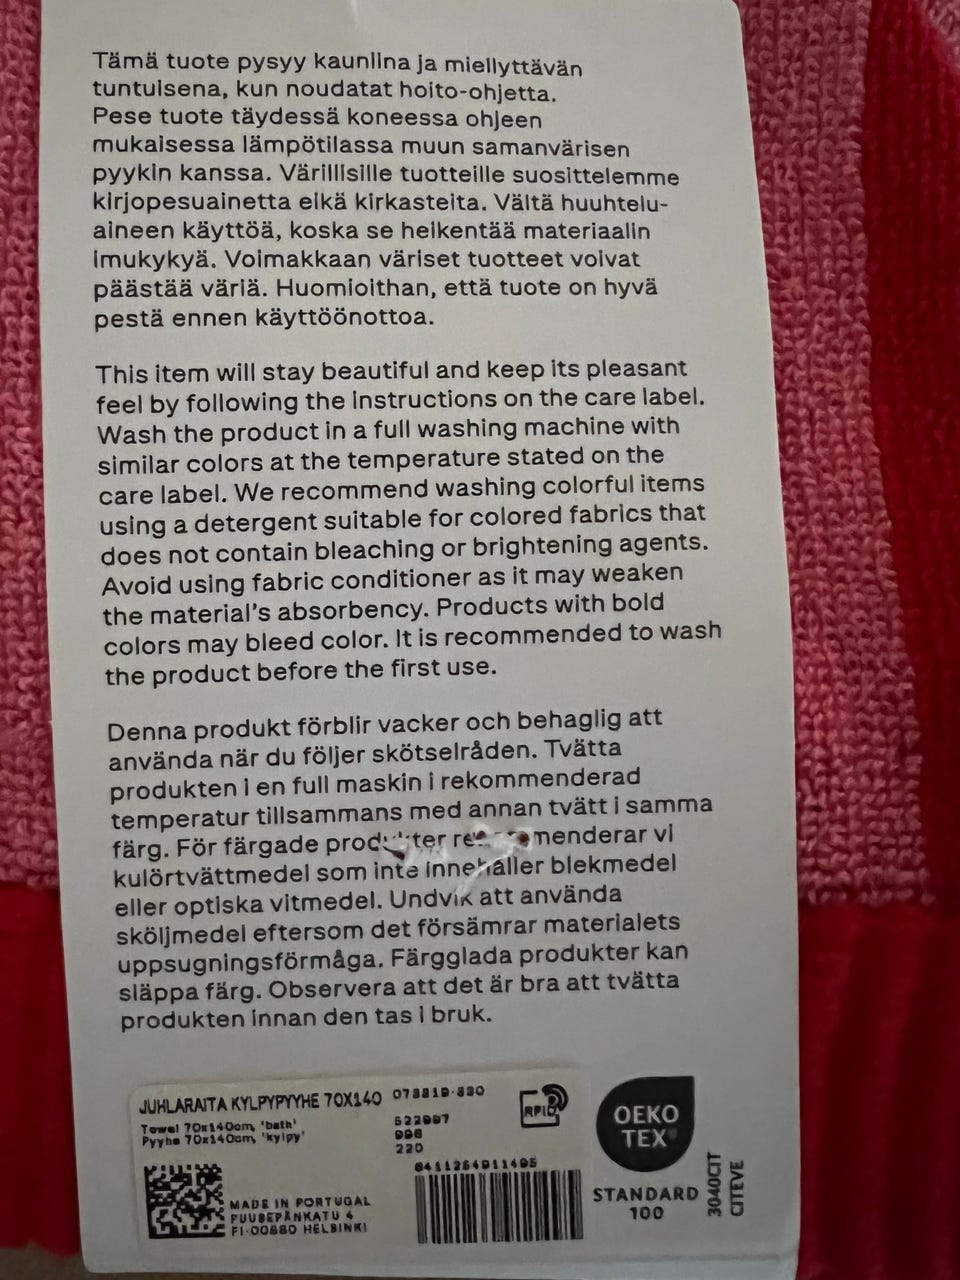 Tämä tuote pysyy kauniina ja miellyttävän
tuntuisena, kun noudatat hoito-ohjetta.
Pese tuote täydessä koneessa ohjeen
mukaisessa lämpötilassa muun samanvärisen
pyykin kanssa. Värillisille tuotteille suosittelemme
kirjopesuainetta eikä kirkasteita. Vältä huuhtelu-
aineen käyttöä, koska se heikentää materiaalin
imukykyä. Voimakkaan väriset tuotteet voivat
päästää väriä. Huomioithan, että tuote on hyvä
pestä ennen käyttöönottoa.
This item will stay beautiful and keep its pleasant
feel by following the instructions on the care label.
Wash the product in a full washing machine with
similar colors at the temperature stated on the
care label. We recommend washing colorful items
using a detergent suitable for colored fabrics that
does not contain bleaching or brightening agents.
Avoid using fabric conditioner as it may weaken
the material's absorbency. Products with bold
colors may bleed color. It is recommended to wash
the product before the first use.
Denna produkt förblir vacker och behaglig att
använda när du följer skötselråden. Tvätta
produkten i en full maskin i rekommenderad
temperatur tillsammans med annan tvätt i samma
färg. För färgade produkter rekommenderar vi
kulörtvättmedel som inte innehåller blekmedel
eller optiska vitmedel. Undvik att använda
sköljmedel eftersom det försämrar materialets
uppsugningsförmåga. Färgglada produkter kan
släppa färg. Observera att det är bra att tvätta
produkten innan den tas i bruk.
JUHLARAITA KYLPYPYYHE 70X140
Towel 70x140cm, 'bath'
Pyyhe 70x140cm, 'kylpy'
522997
220
RFID
6411254911495
MADE IN PORTUGAL
PUUSEPÄNKATU 4
FI-00880 HELSINKI
OEKO
TEX®
STANDARD
100
3040CIT
CITEVE